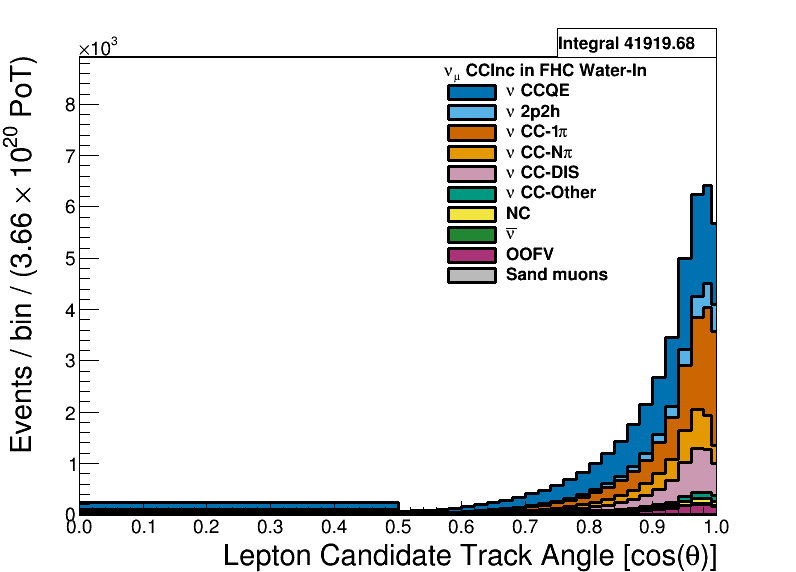 ×10³
Integral 41919.68
ν_μ CCInc in FHC Water-In
ν CCQE
ν 2p2h
ν CC-1π
ν CC-Nπ
ν CC-DIS
ν CC-Other
NC
ν̅
OOFV
Sand muons
Events / bin / (3.66 × 10²⁰ PoT)
8
7
6
5
4
3
2
1
0
0.0 0.1 0.2 0.3 0.4 0.5 0.6 0.7 0.8 0.9 1.0
Lepton Candidate Track Angle [cos(θ)]